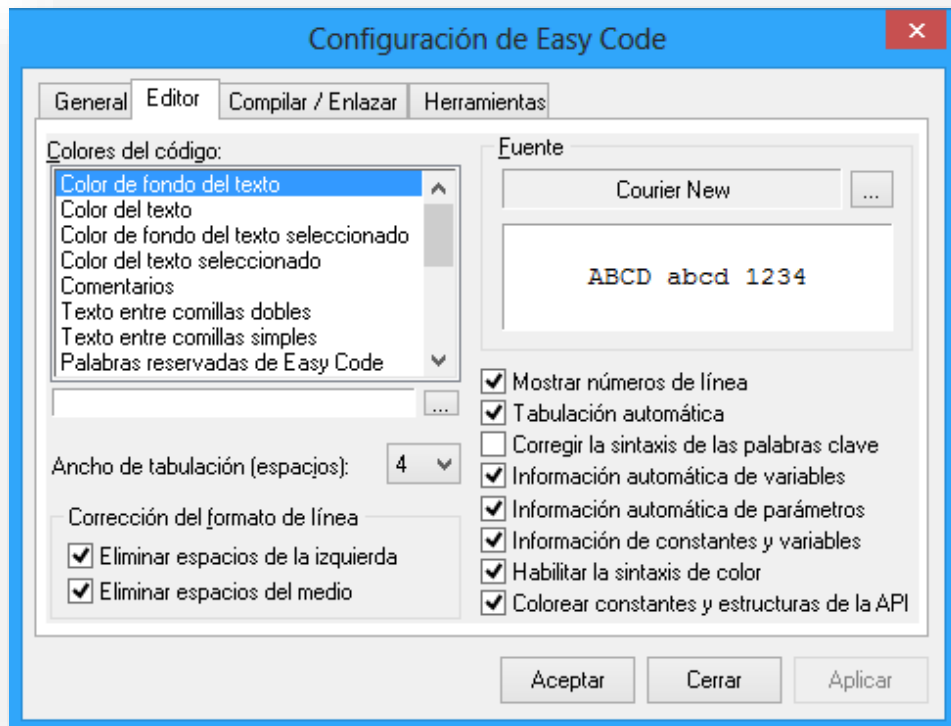 Configuración de Easy Code
General
Editor
Compilar / Enlazar
Herramientas
Colores del código:
Color de fondo del texto
Color del texto
Color de fondo del texto seleccionado
Color del texto seleccionado
Comentarios
Texto entre comillas dobles
Texto entre comillas simples
Palabras reservadas de Easy Code
...
Ancho de tabulación (espacios):
4
Corrección del formato de línea
Eliminar espacios de la izquierda
Eliminar espacios del medio
Fuente
Courier New
...
ABCD abcd 1234
Mostrar números de línea
Tabulación automática
Corregir la sintaxis de las palabras clave
Información automática de variables
Información automática de parámetros
Información de constantes y variables
Habilitar la sintaxis de color
Colorear constantes y estructuras de la API
Aceptar
Cerrar
Aplicar